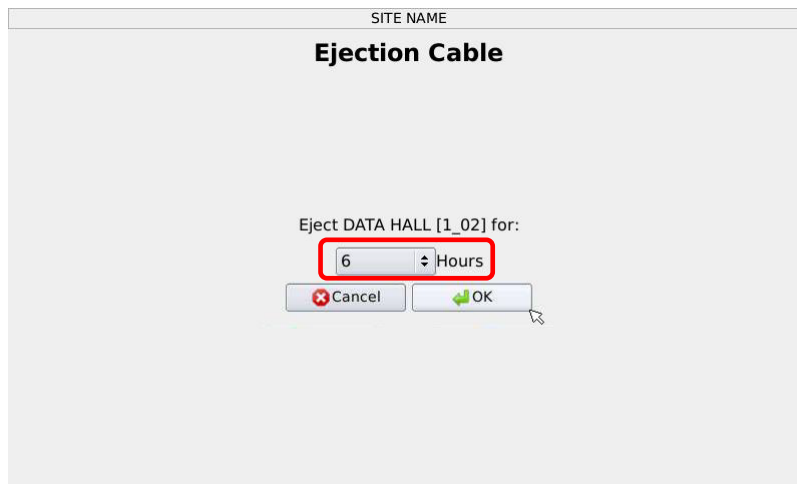 SITE NAME
Ejection Cable
Eject DATA HALL [1_02] for:
6 Hours
Cancel OK